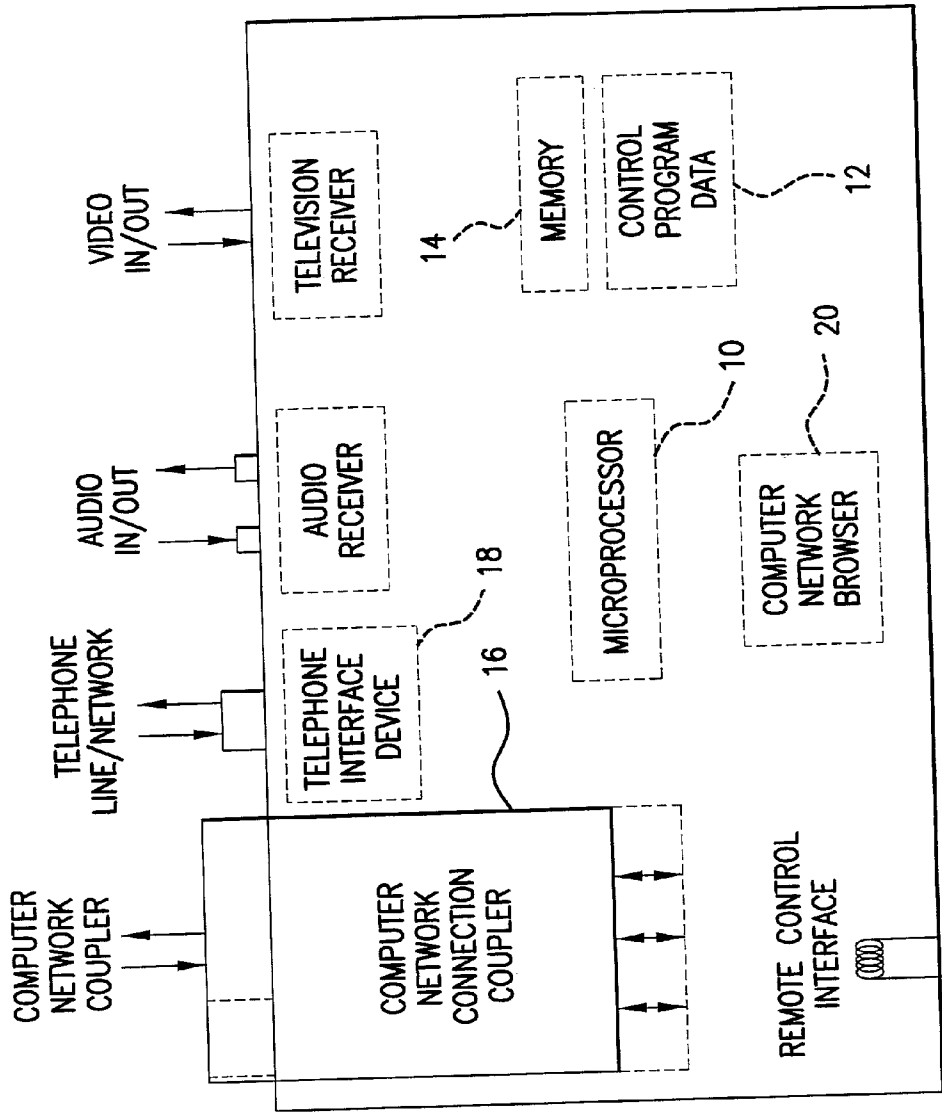 COMPUTER
NETWORK
COUPLER
TELEPHONE
LINE/NETWORK
AUDIO
IN/OUT
VIDEO
IN/OUT
COMPUTER
NETWORK
CONNECTION
COUPLER
16
TELEPHONE
INTERFACE
DEVICE
18
AUDIO
RECEIVER
TELEVISION
RECEIVER
14
MEMORY
CONTROL
PROGRAM
DATA
12
MICROPROCESSOR
10
COMPUTER
NETWORK
BROWSER
20
REMOTE CONTROL
INTERFACE